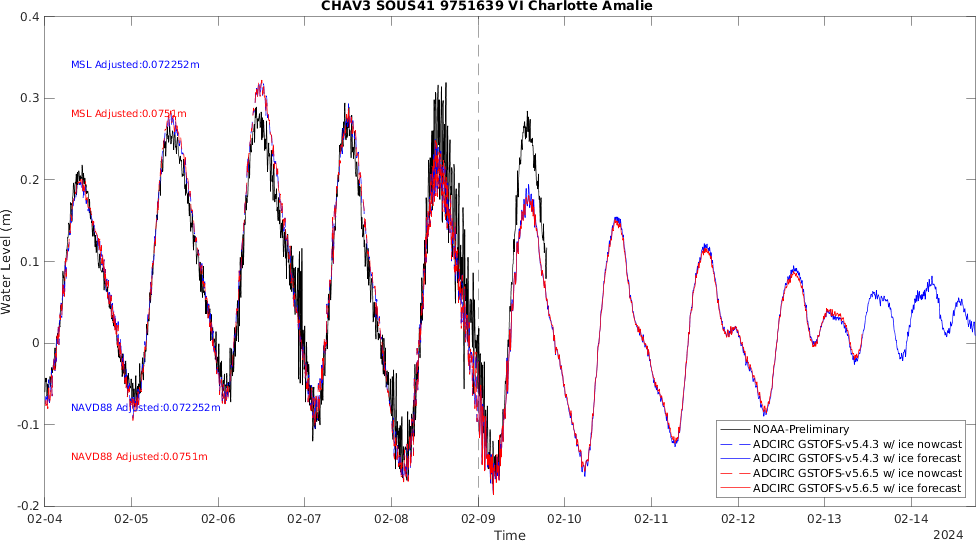 CHAV3 SOUS41 9751639 VI Charlotte Amalie
0.4
0.3
0.2
0.1
0
-0.1
-0.2
Water Level (m)
MSL Adjusted:0.072252m
MSL Adjusted:0.0751m
NAVD88 Adjusted:0.072252m
NAVD88 Adjusted:0.0751m
NOAA-Preliminary
ADCIRC GSTOFS-v5.4.3 w/ ice nowcast
ADCIRC GSTOFS-v5.4.3 w/ ice forecast
ADCIRC GSTOFS-v5.6.5 w/ ice nowcast
ADCIRC GSTOFS-v5.6.5 w/ ice forecast
02-04 02-05 02-06 02-07 02-08 02-09 02-10 02-11 02-12 02-13 02-14
Time
2024